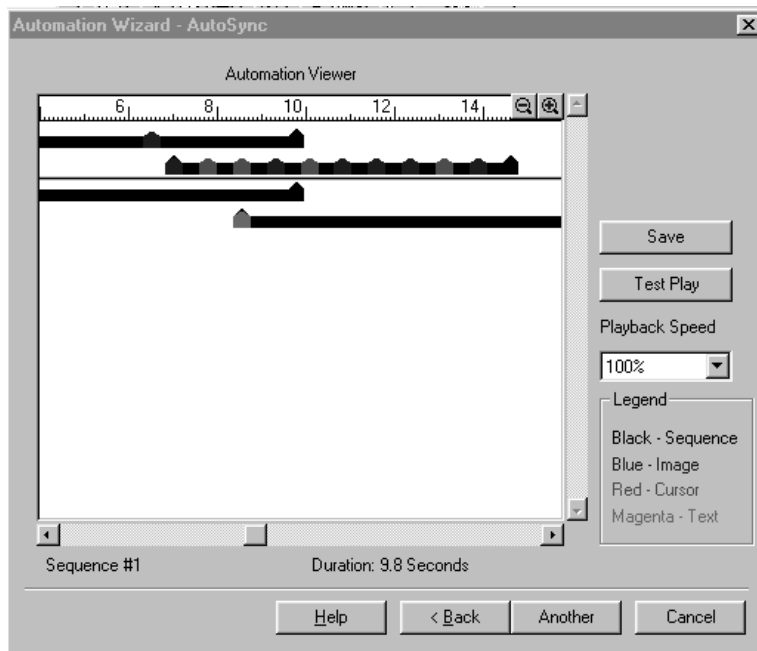 Automation Wizard - AutoSync
Automation Viewer
6 8 10 12 14
Save
Test Play
Playback Speed
100%
Legend
Black - Sequence
Blue - Image
Red - Cursor
Magenta - Text
Sequence #1 Duration: 9.8 Seconds
Help < Back Another Cancel